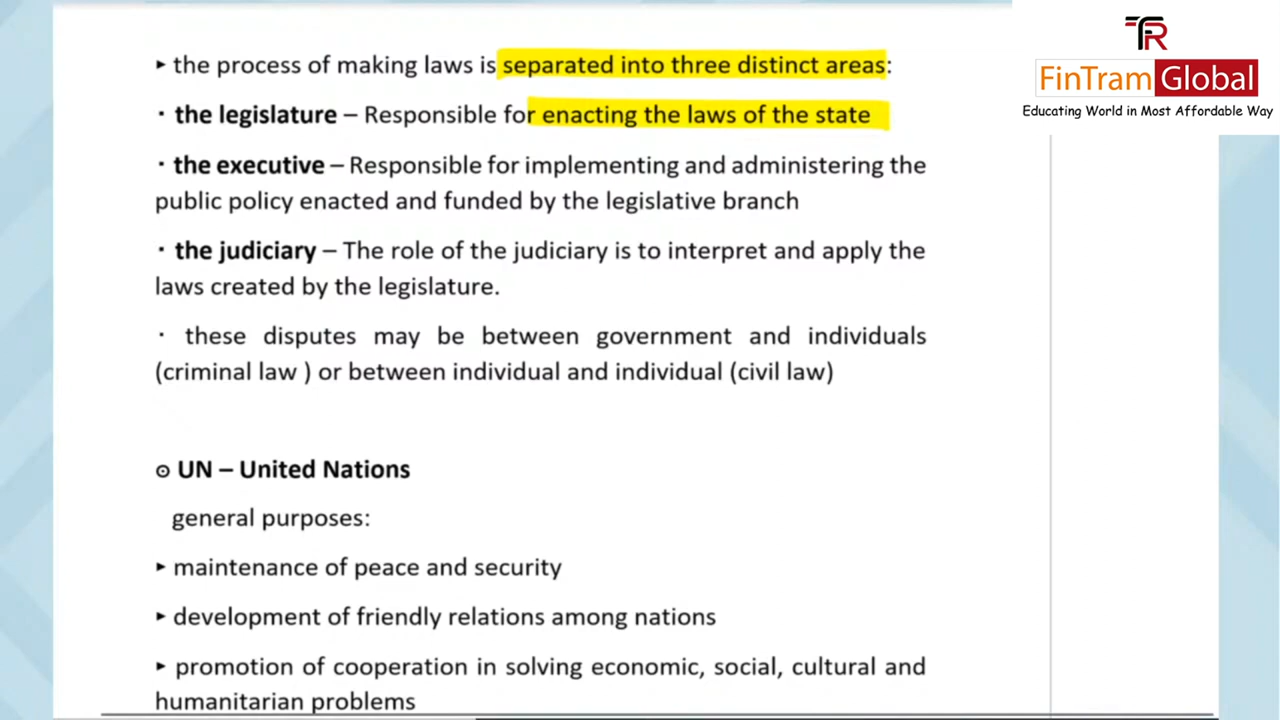 TR
FinTram Global
Educating World in Most Affordable Way
▸ the process of making laws is separated into three distinct areas:
· the legislature – Responsible for enacting the laws of the state
· the executive – Responsible for implementing and administering the
public policy enacted and funded by the legislative branch
· the judiciary – The role of the judiciary is to interpret and apply the
laws created by the legislature.
· these disputes may be between government and individuals
(criminal law ) or between individual and individual (civil law)
⊙ UN – United Nations
general purposes:
▸ maintenance of peace and security
▸ development of friendly relations among nations
▸ promotion of cooperation in solving economic, social, cultural and
humanitarian problems